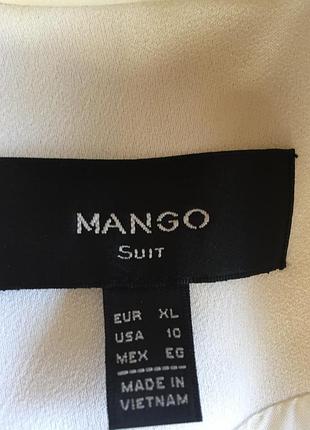 MANGO
SUIT
EUR XL
USA 10
MEX EG
MADE IN
VIETNAM